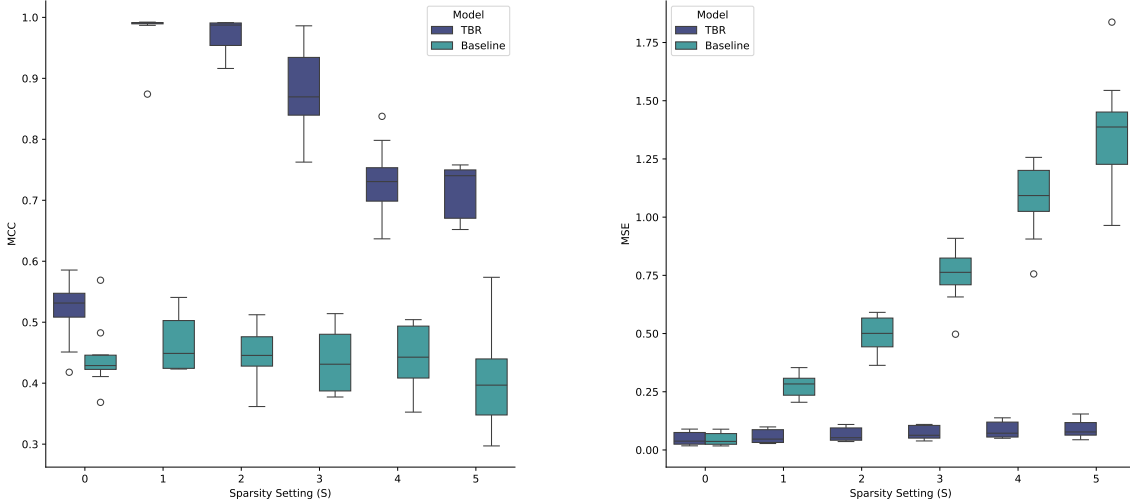 Model
TBR
Baseline
1.0
0.9
0.8
0.7
0.6
0.5
0.4
0.3
MCC
0 1 2 3 4 5
Sparsity Setting (S)
Model
TBR
Baseline
1.75
1.50
1.25
1.00
0.75
0.50
0.25
0.00
MSE
0 1 2 3 4 5
Sparsity Setting (S)